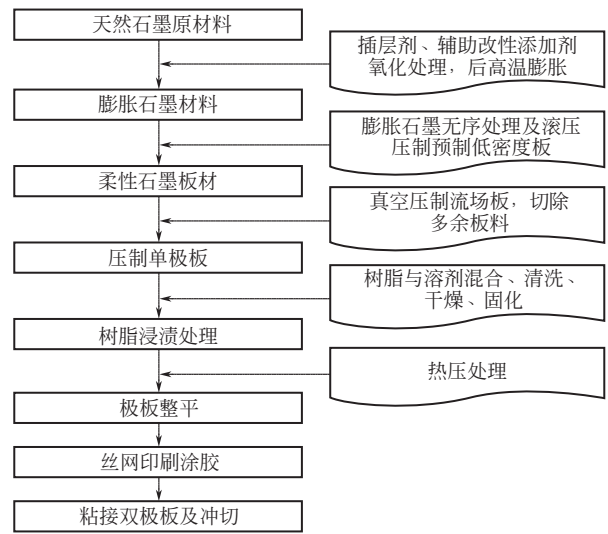 天然石墨原材料
插层剂、辅助改性添加剂
氧化处理，后高温膨胀
膨胀石墨材料
膨胀石墨无序处理及滚压
压制预制低密度板
柔性石墨板材
真空压制流场板，切除
多余板料
压制单极板
树脂与溶剂混合、清洗、
干燥、固化
树脂浸渍处理
热压处理
极板整平
丝网印刷涂胶
粘接双极板及冲切